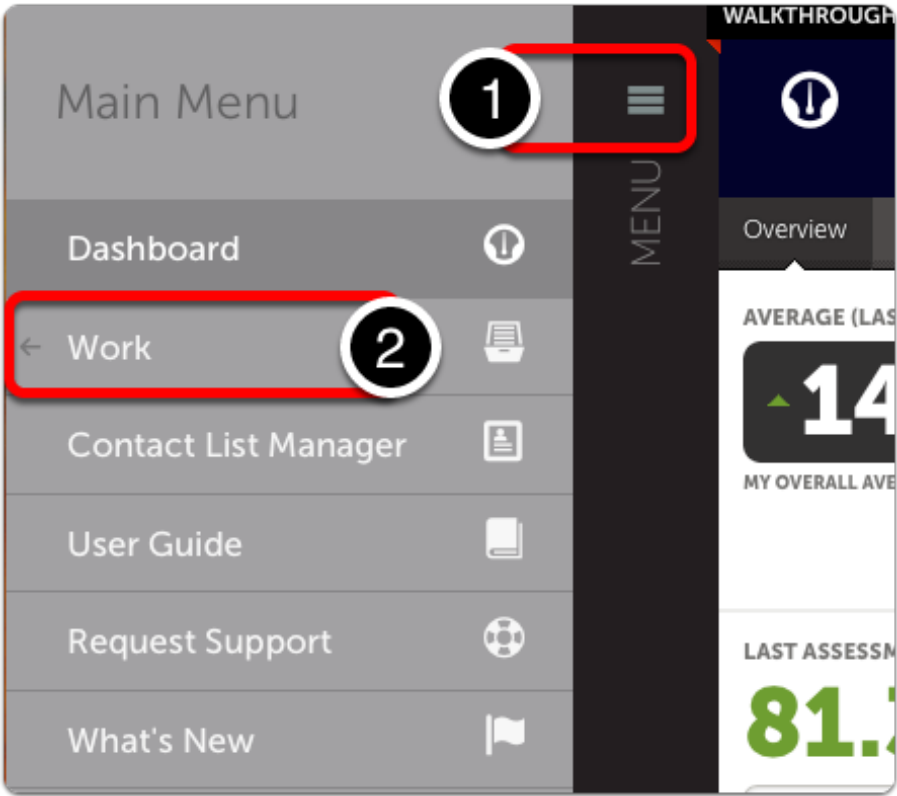 WALKTHROUGH
Main Menu
1
MENU
Dashboard
Overview
Work
2
AVERAGE (LAS
14
Contact List Manager
MY OVERALL AVE
User Guide
Request Support
LAST ASSESSM
81.
What's New